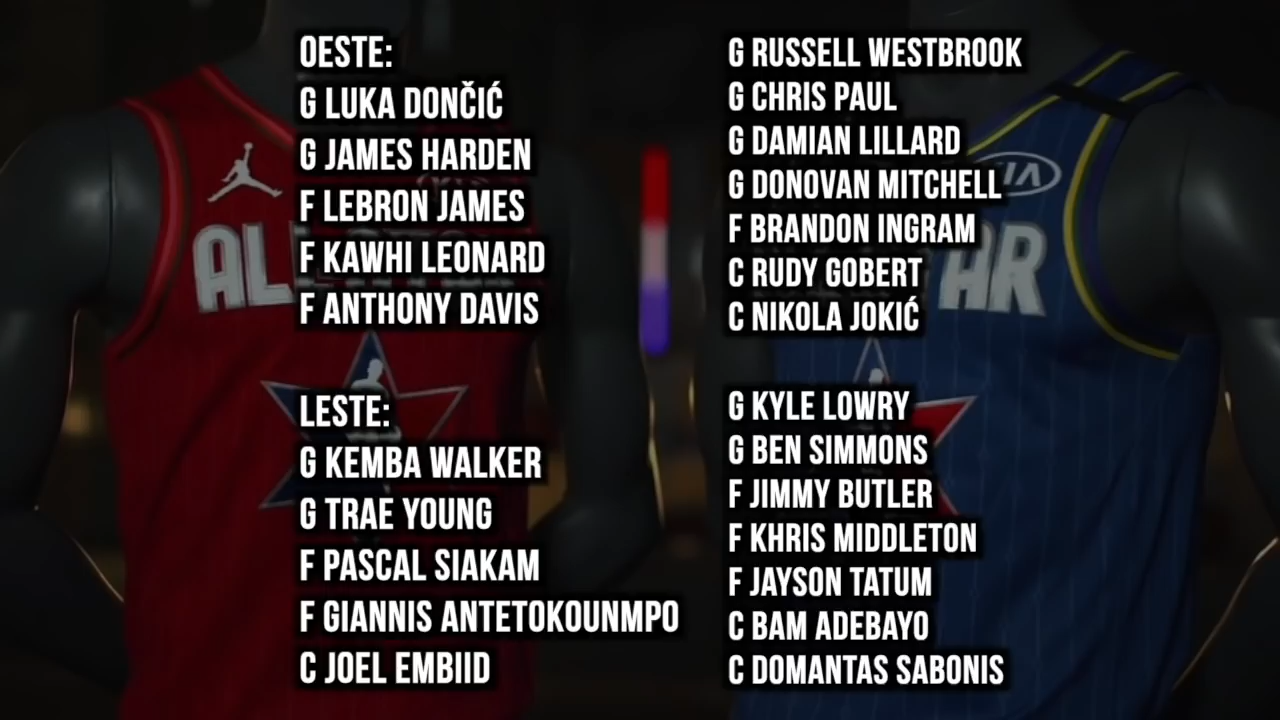 OESTE:
G LUKA DONČIĆ
G JAMES HARDEN
F LEBRON JAMES
F KAWHI LEONARD
F ANTHONY DAVIS
G RUSSELL WESTBROOK
G CHRIS PAUL
G DAMIAN LILLARD
G DONOVAN MITCHELL
F BRANDON INGRAM
C RUDY GOBERT
C NIKOLA JOKIĆ
LESTE:
G KEMBA WALKER
G TRAE YOUNG
F PASCAL SIAKAM
F GIANNIS ANTETOKOUNMPO
C JOEL EMBIID
G KYLE LOWRY
G BEN SIMMONS
F JIMMY BUTLER
F KHRIS MIDDLETON
F JAYSON TATUM
C BAM ADEBAYO
C DOMANTAS SABONIS